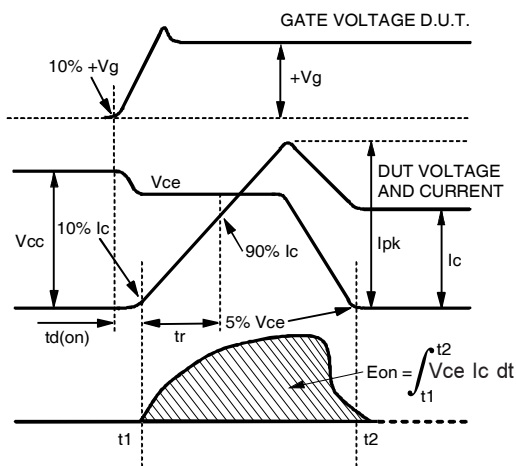 GATE VOLTAGE D.U.T.
10% +Vg
+Vg
Vce
DUT VOLTAGE
AND CURRENT
10% Ic
Vcc
90% Ic
Ipk
Ic
td(on)
tr
5% Vce
Eon = ∫ Vce Ic dt
t2
t1
t1
t2